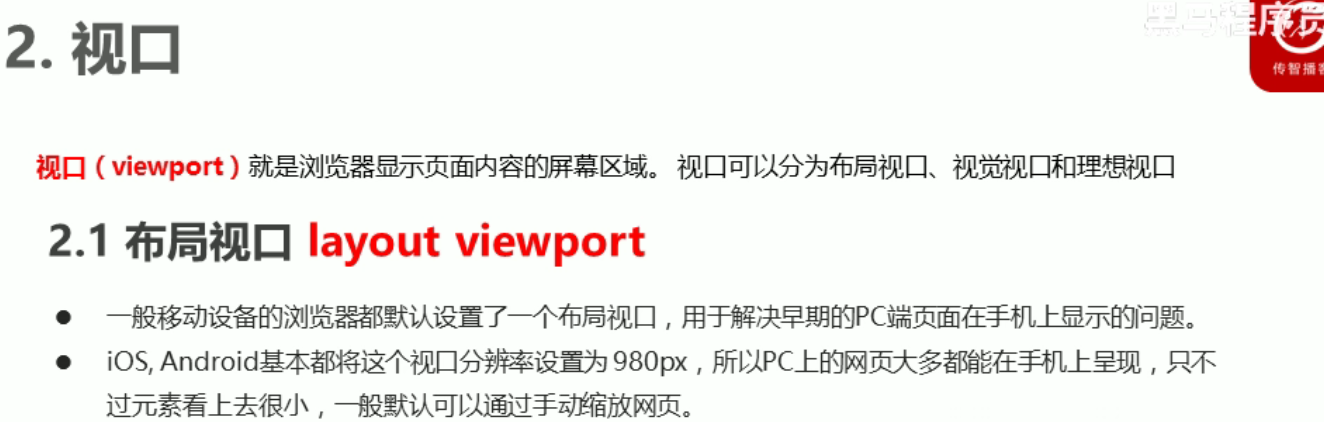 黑马程序员
传智播客
2. 视口
视口（viewport）就是浏览器显示页面内容的屏幕区域。 视口可以分为布局视口、视觉视口和理想视口
2.1 布局视口 layout viewport
● 一般移动设备的浏览器都默认设置了一个布局视口，用于解决早期的PC端页面在手机上显示的问题。
● iOS, Android基本都将这个视口分辨率设置为 980px，所以PC上的网页大多都能在手机上呈现，只不
过元素看上去很小，一般默认可以通过手动缩放网页。